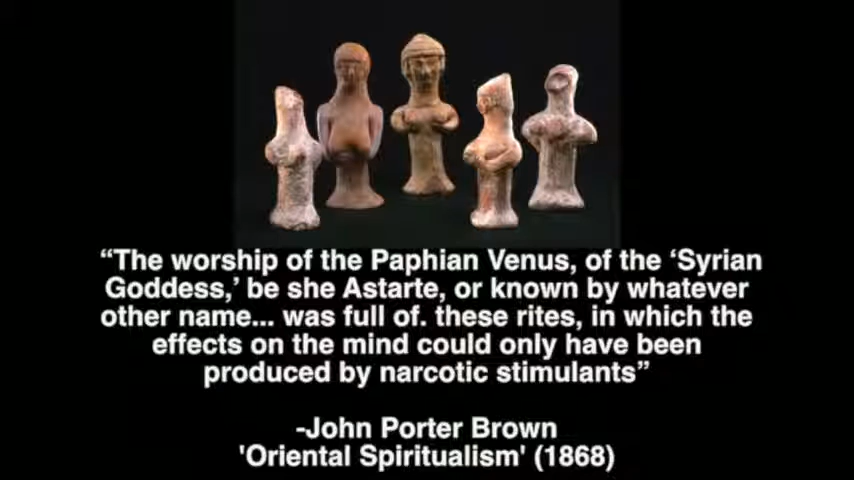 “The worship of the Paphian Venus, of the ‘Syrian
Goddess,’ be she Astarte, or known by whatever
other name... was full of. these rites, in which the
effects on the mind could only have been
produced by narcotic stimulants”
-John Porter Brown
'Oriental Spiritualism' (1868)